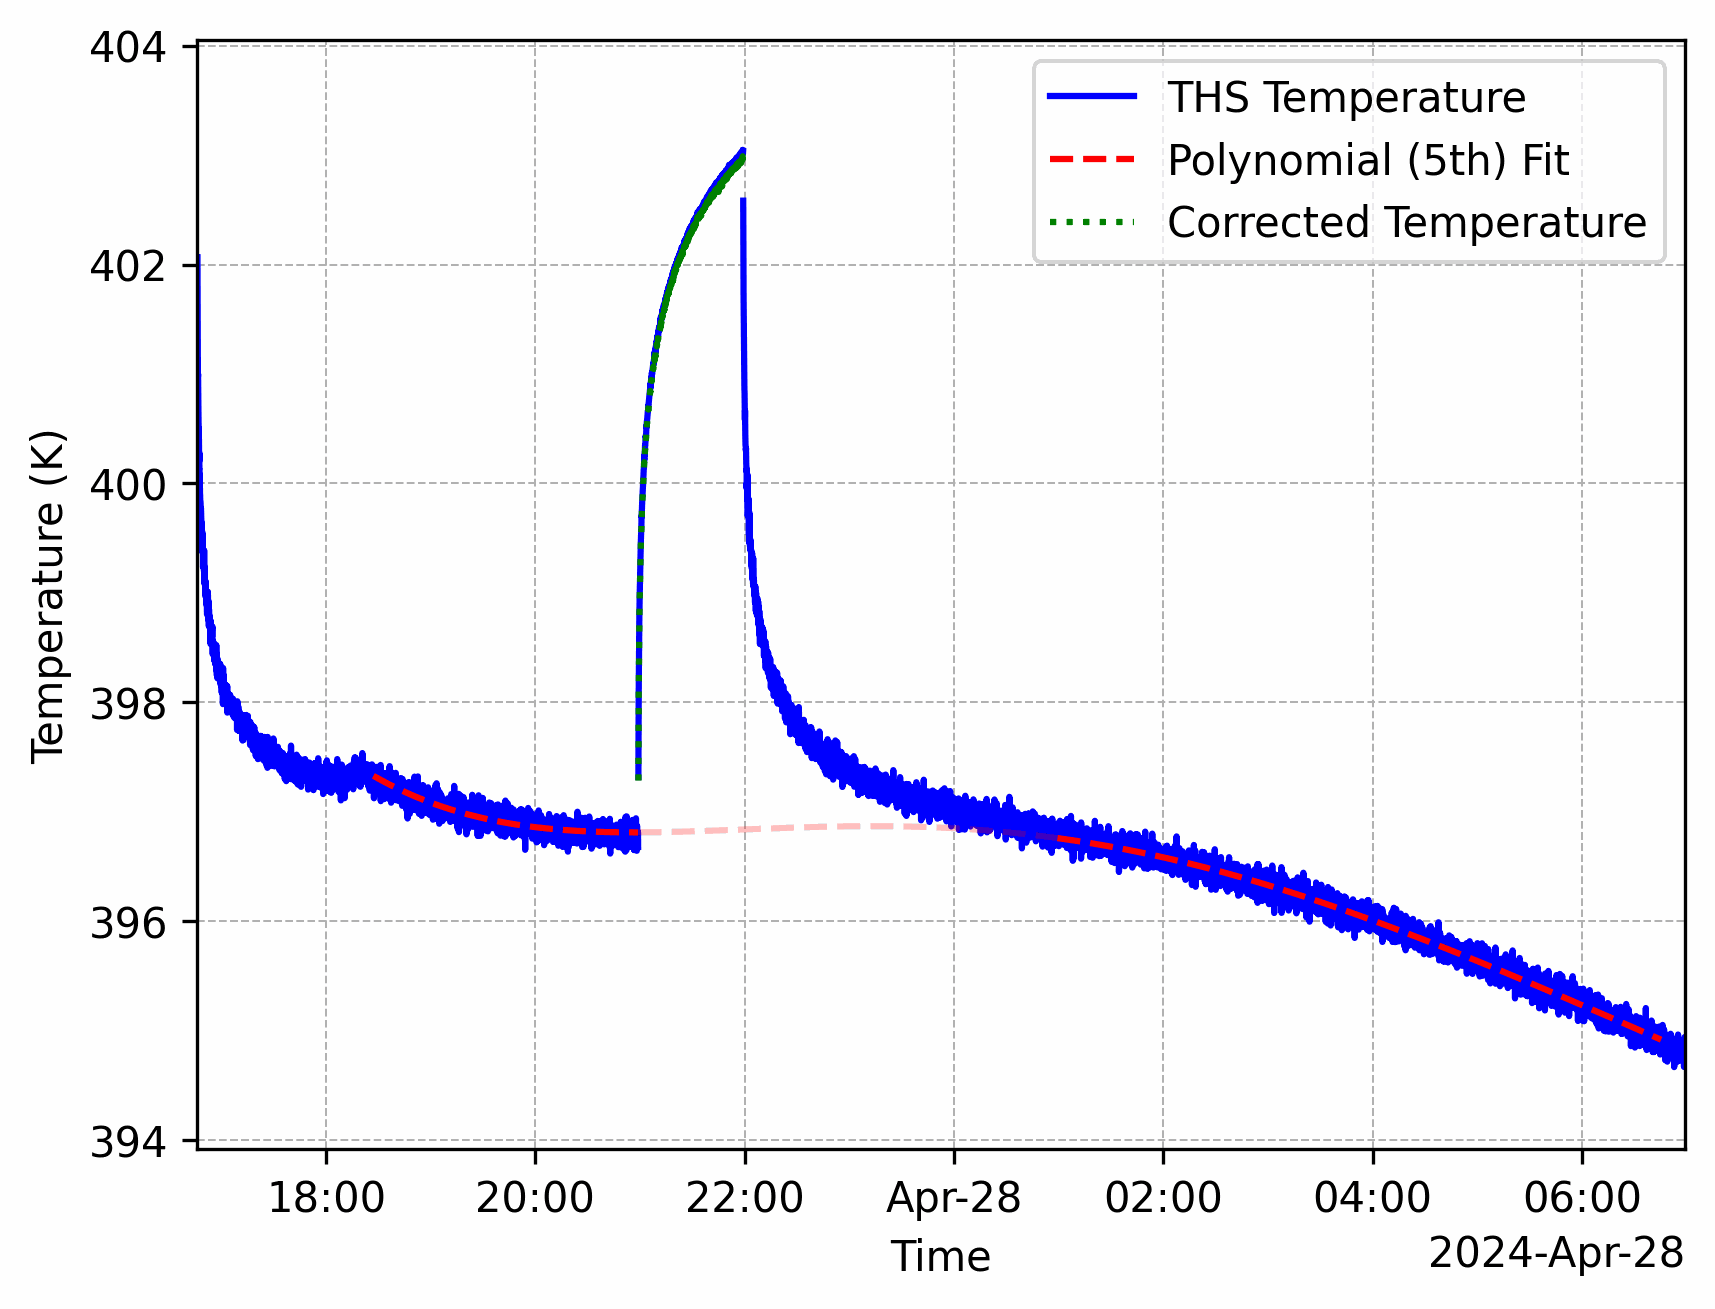 THS Temperature
Polynomial (5th) Fit
Corrected Temperature
404
402
400
398
396
394
Temperature (K)
18:00 20:00 22:00 Apr-28 02:00 04:00 06:00
Time
2024-Apr-28